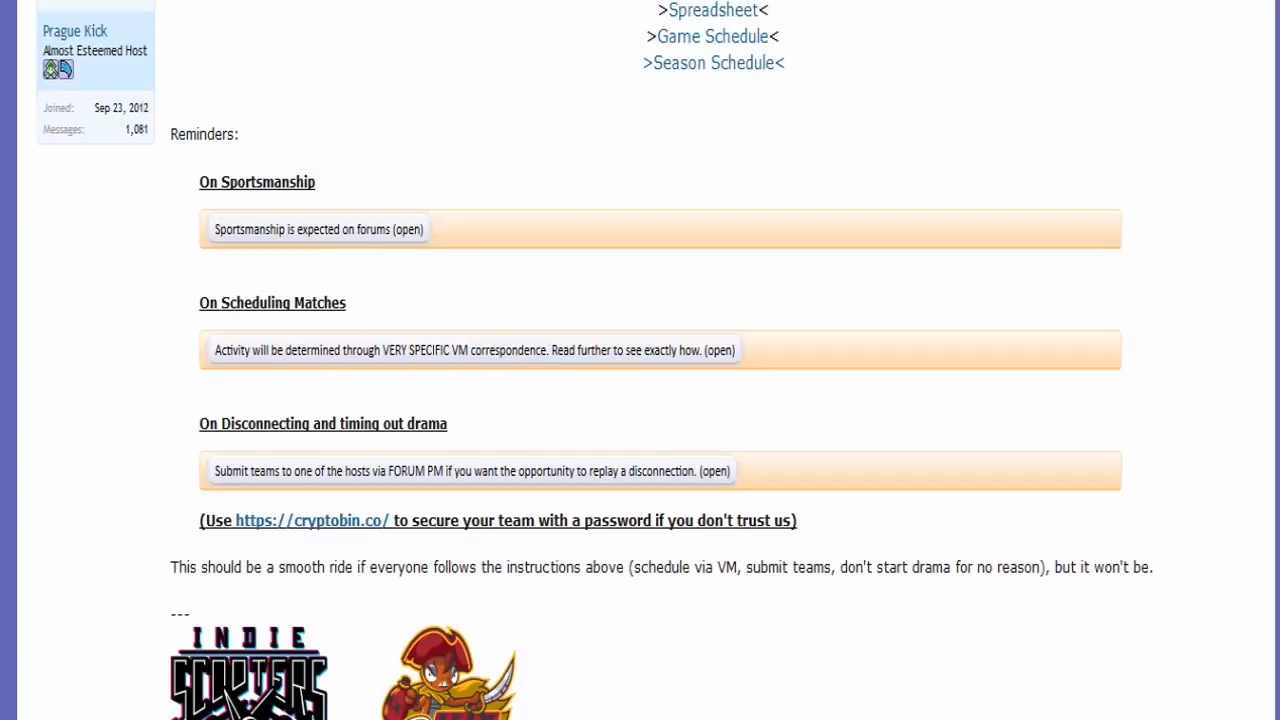 Prague Kick
Almost Esteemed Host
Joined: Sep 23, 2012
Messages: 1,081
>Spreadsheet<
>Game Schedule<
>Season Schedule<
Reminders:
On Sportsmanship
Sportsmanship is expected on forums (open)
On Scheduling Matches
Activity will be determined through VERY SPECIFIC VM correspondence. Read further to see exactly how. (open)
On Disconnecting and timing out drama
Submit teams to one of the hosts via FORUM PM if you want the opportunity to replay a disconnection. (open)
(Use https://cryptobin.co/ to secure your team with a password if you don't trust us)
This should be a smooth ride if everyone follows the instructions above (schedule via VM, submit teams, don't start drama for no reason), but it won't be.
---
INDIE
SCOOTERS